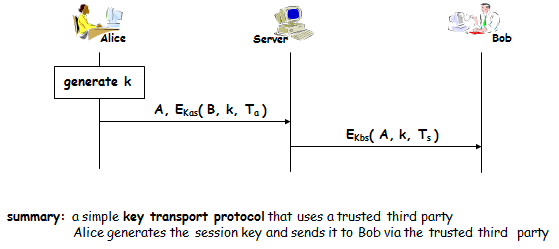 Alice
Server
Bob
generate k
A, EKas( B, k, Ta )
EKbs( A, k, Ts )
summary: a simple key transport protocol that uses a trusted third party
Alice generates the session key and sends it to Bob via the trusted third party